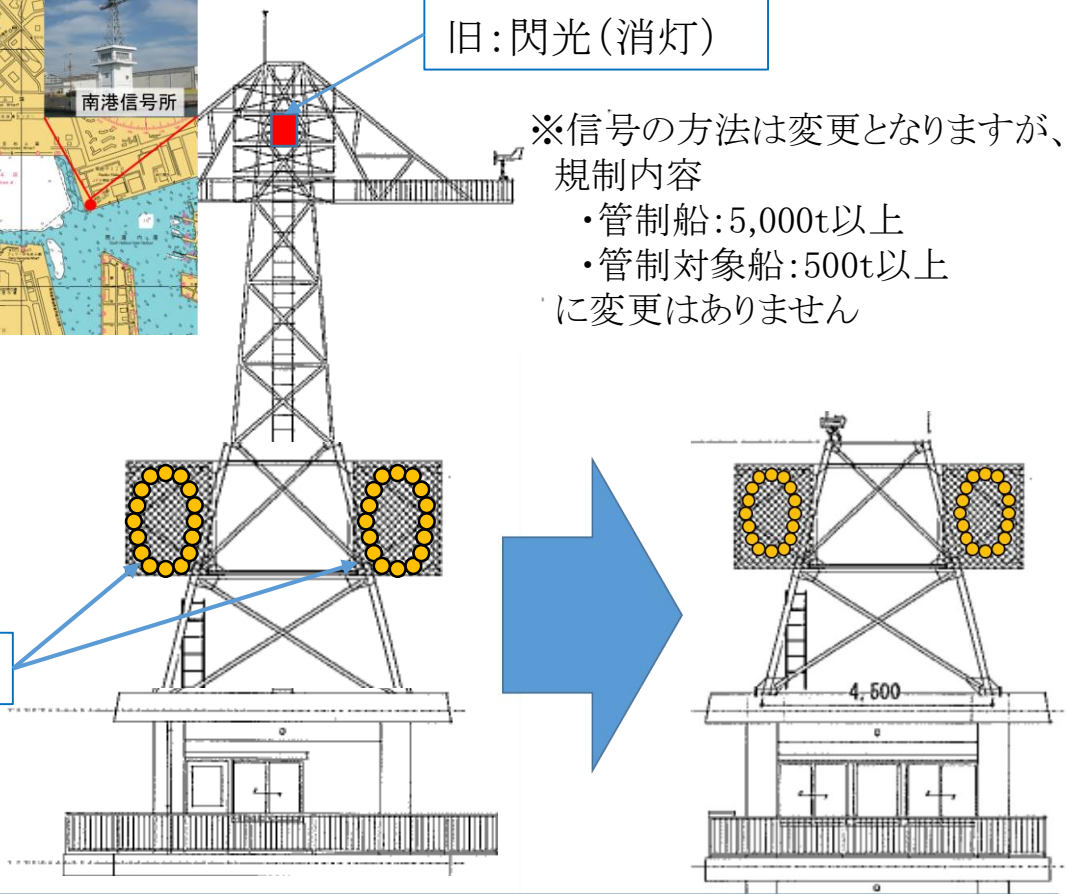 旧:閃光(消灯)
南港信号所
※信号の方法は変更となりますが、
規制内容
・管制船:5,000t以上
・管制対象船:500t以上
に変更はありません
4,500